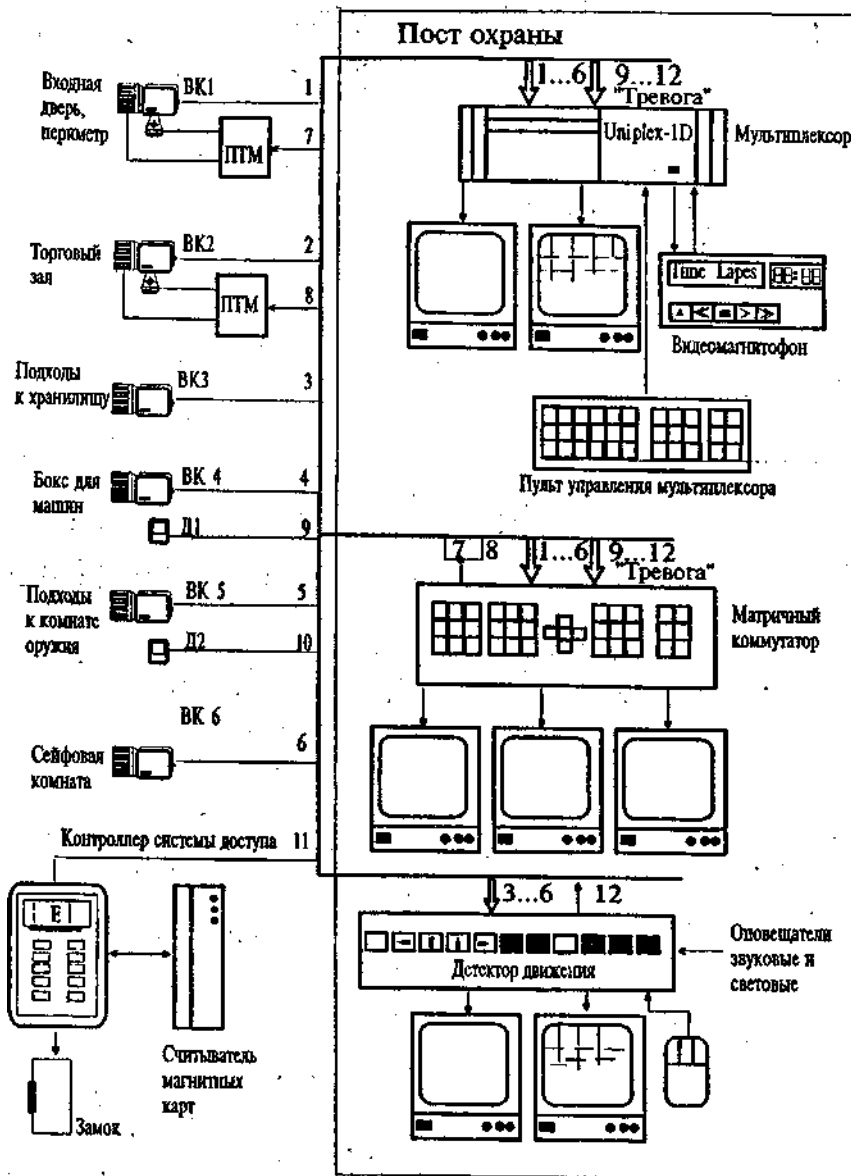 Пост охраны
Входная
дверь,
периметр
ВК1
1
ПТМ
7
Торговый
зал
ВК2
2
ПТМ
8
Подходы
к хранилищу
ВК3
3
Бокс для
машин
ВК 4
4
Д1
9
Подходы
к комнате
оружия
ВК 5
5
Д2
10
ВК 6
6
Сейфовая
комната
Контроллер системы доступа
11
E
Считыватель
магнитных
карт
Замок
1...6
9...12
"Тревога"
Uniplex-1D
Мультиплексор
Time Lapes
88:88
Видеомагнитофон
Пульт управления мультиплексора
7
8
1...6
9...12
"Тревога"
Матричный
коммутатор
3...6
12
Детектор движения
Оповещатели
звуковые и
световые